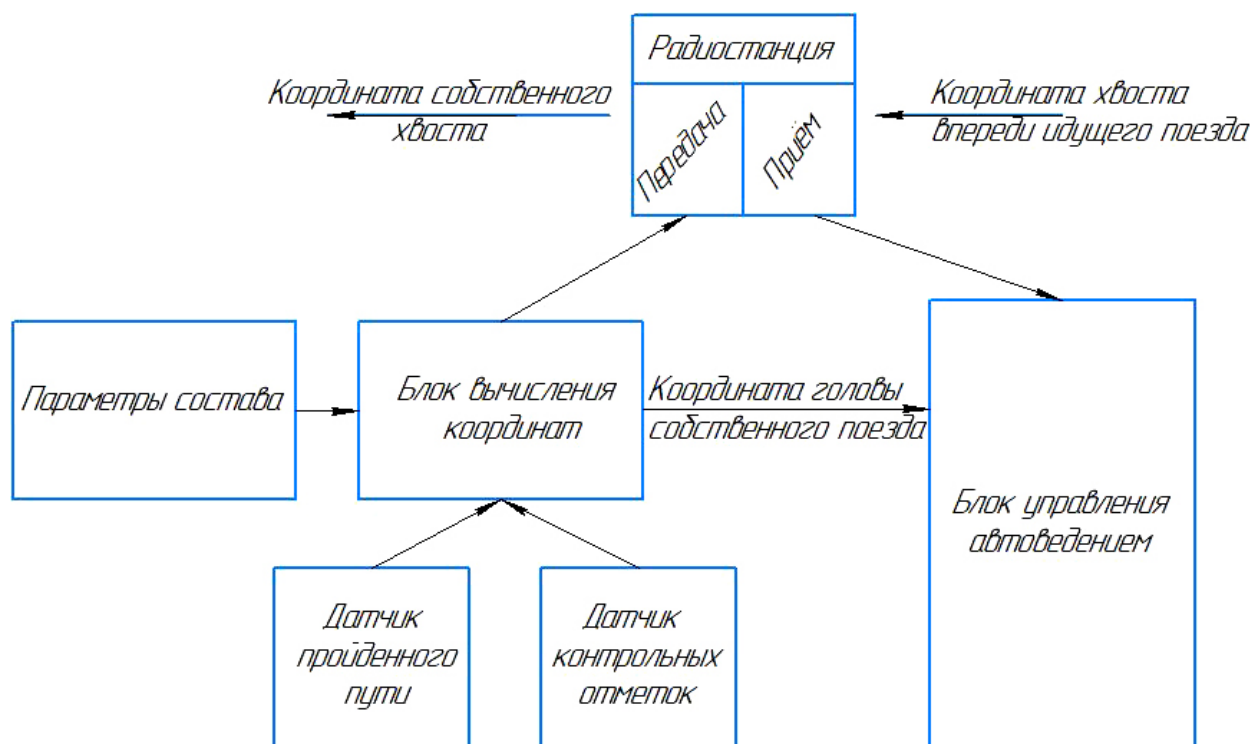 Радиостанция
Координата собственного
хвоста
Передача
Приём
Координата хвоста
впереди идущего поезда
Параметры состава
Блок вычисления
координат
Координата головы
собственного поезда
Блок управления
автоведением
Датчик
пройденного
пути
Датчик
контрольных
отметок